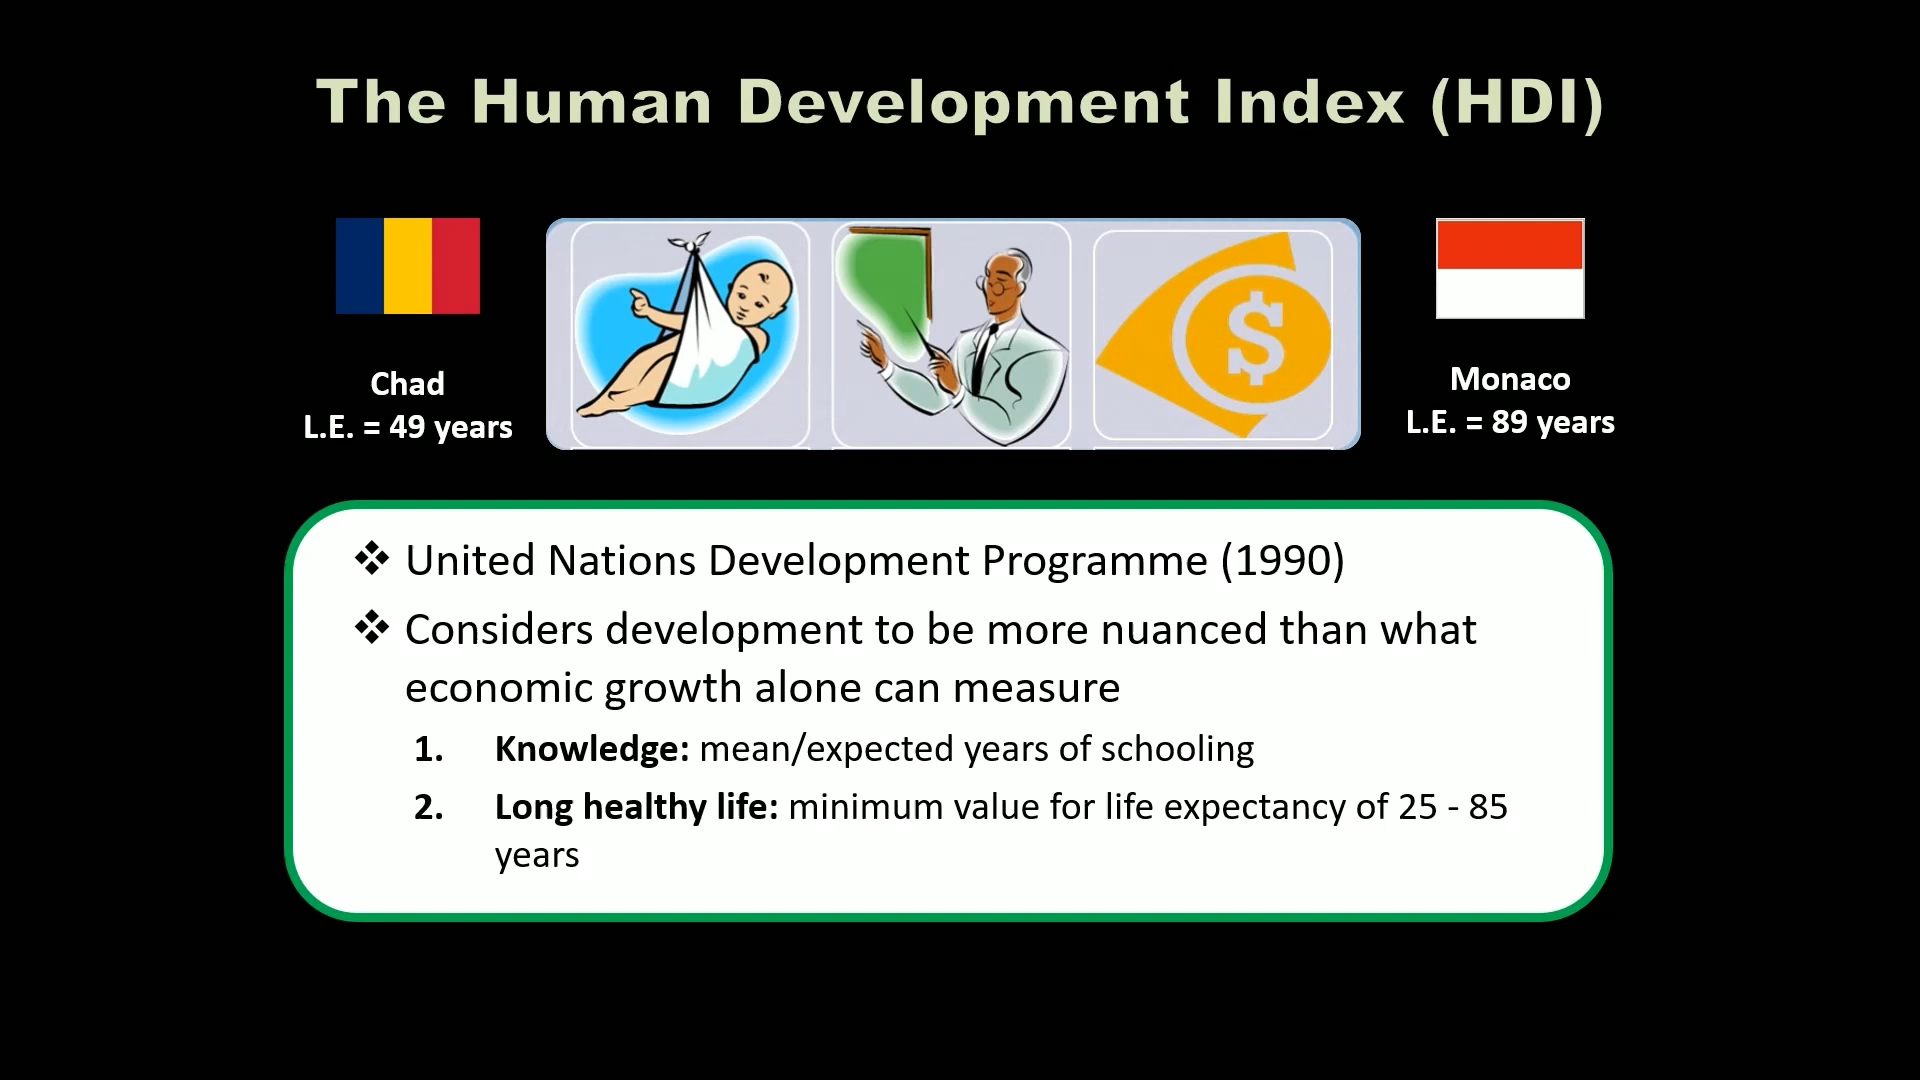 The Human Development Index (HDI)
Chad
L.E. = 49 years
$
Monaco
L.E. = 89 years
❖ United Nations Development Programme (1990)
❖ Considers development to be more nuanced than what
economic growth alone can measure
1. Knowledge: mean/expected years of schooling
2. Long healthy life: minimum value for life expectancy of 25 - 85
years